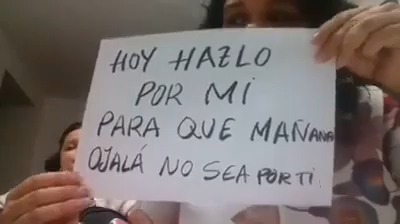 HOY HAZLO
POR MI
PARA QUE MAÑANA
OJALÁ NO SEA POR TI.